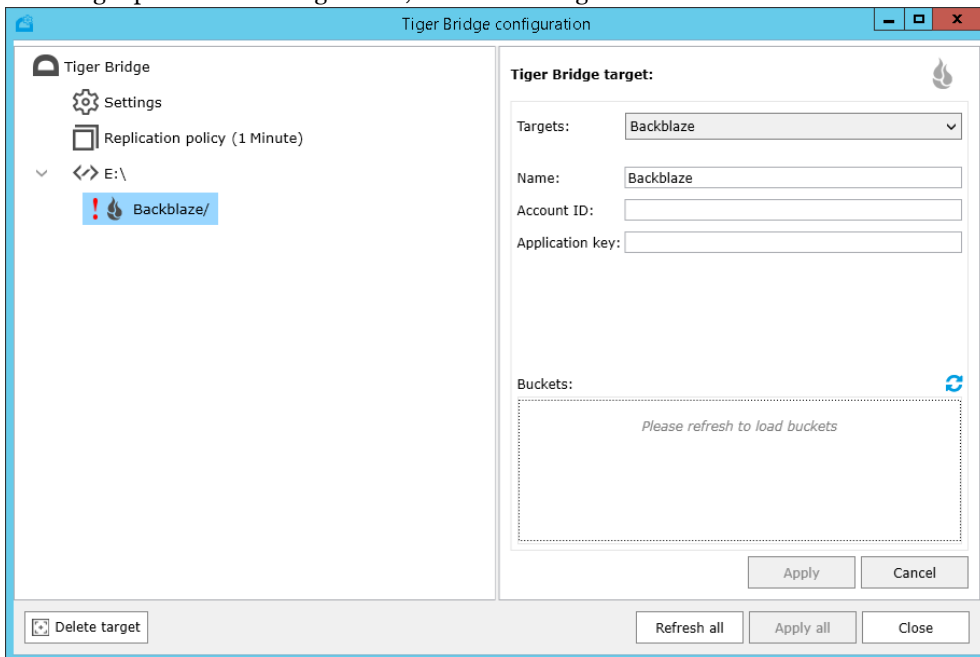 Tiger Bridge configuration
Tiger Bridge
Settings
Replication policy (1 Minute)
E:\
! Backblaze/
Tiger Bridge target:
Targets: Backblaze
Name: Backblaze
Account ID:
Application key:
Buckets:
Please refresh to load buckets
Apply Cancel
Delete target Refresh all Apply all Close